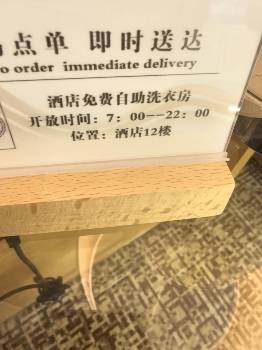 点单 即时送达
o order immediate delivery
酒店免费自助洗衣房
开放时间：7：00——22：00
位置：酒店12楼